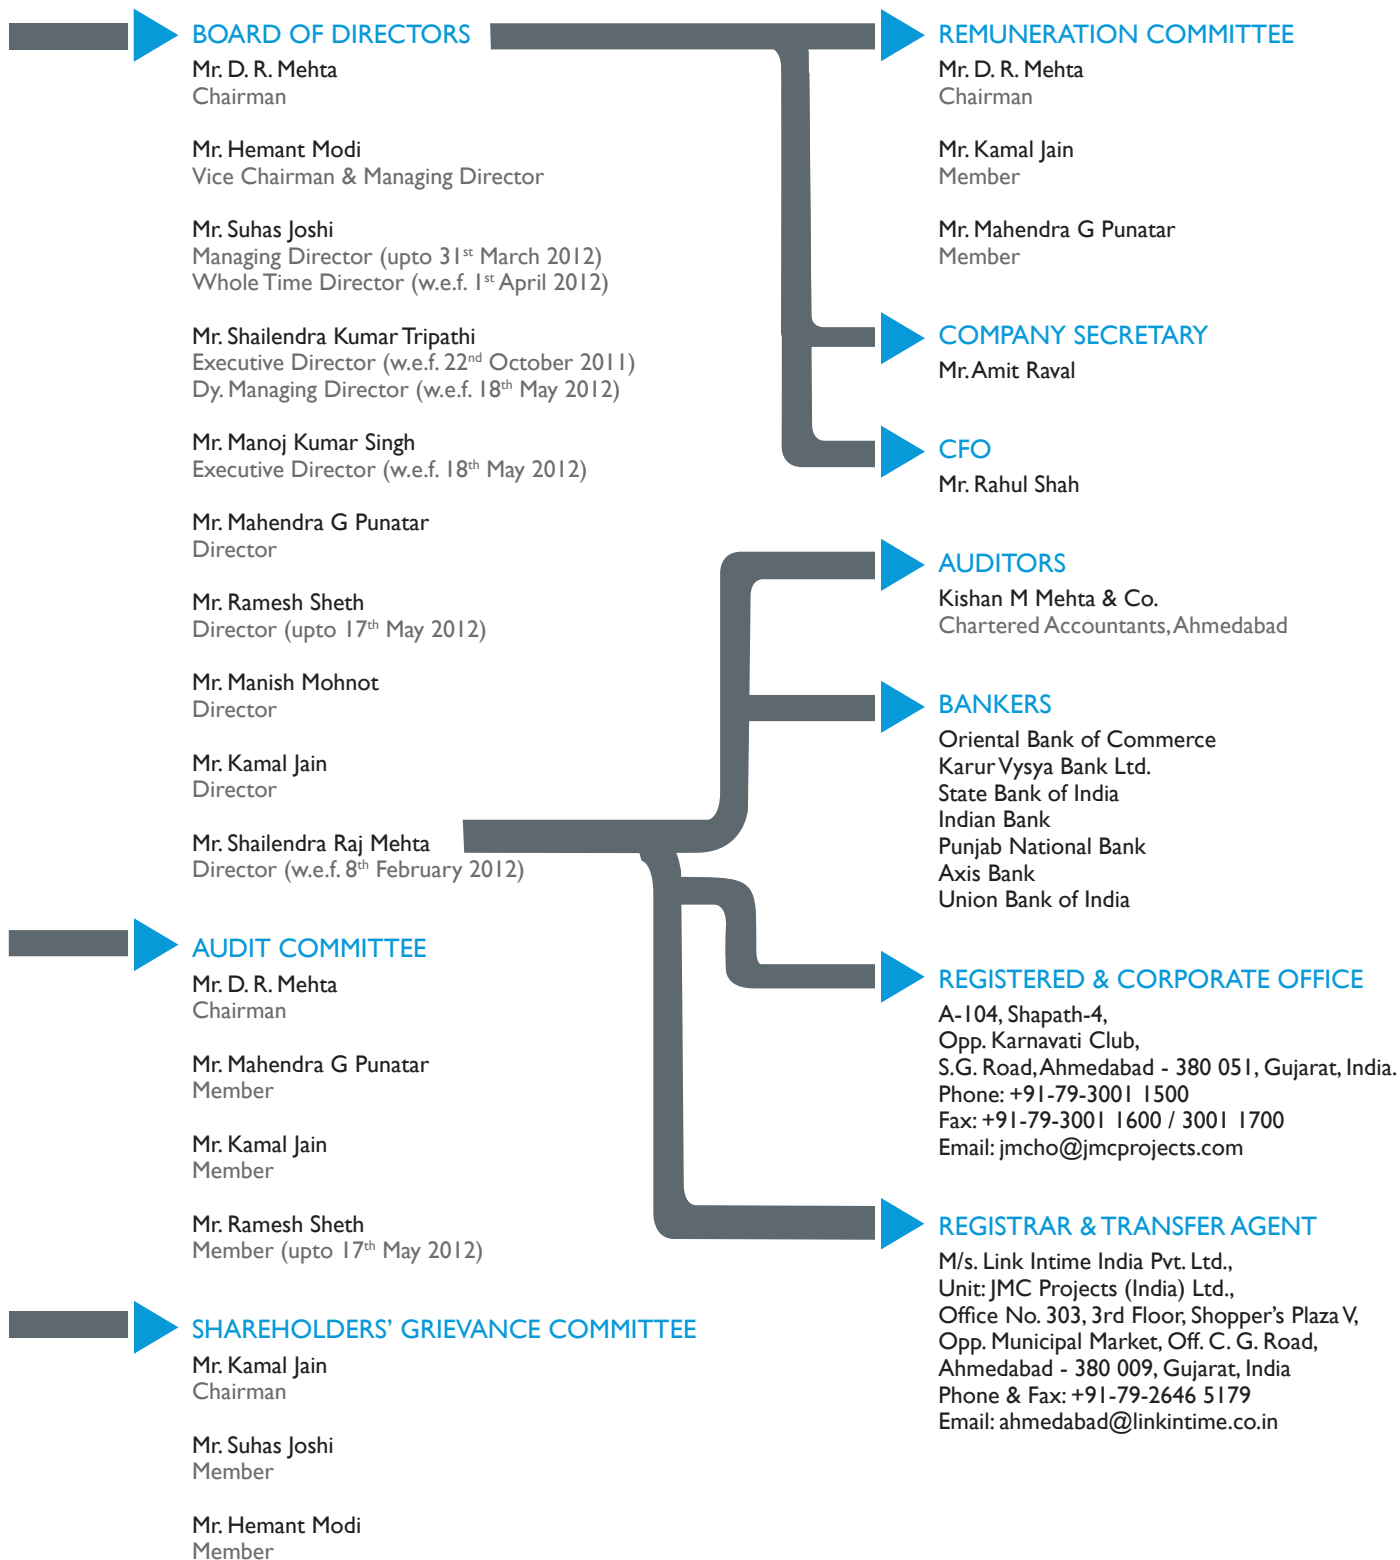 BOARD OF DIRECTORS
Mr. D. R. Mehta
Chairman
Mr. Hemant Modi
Vice Chairman & Managing Director
Mr. Suhas Joshi
Managing Director (upto 31st March 2012)
Whole Time Director (w.e.f. 1st April 2012)
Mr. Shailendra Kumar Tripathi
Executive Director (w.e.f. 22nd October 2011)
Dy. Managing Director (w.e.f. 18th May 2012)
Mr. Manoj Kumar Singh
Executive Director (w.e.f. 18th May 2012)
Mr. Mahendra G Punatar
Director
Mr. Ramesh Sheth
Director (upto 17th May 2012)
Mr. Manish Mohnot
Director
Mr. Kamal Jain
Director
Mr. Shailendra Raj Mehta
Director (w.e.f. 8th February 2012)
AUDIT COMMITTEE
Mr. D. R. Mehta
Chairman
Mr. Mahendra G Punatar
Member
Mr. Kamal Jain
Member
Mr. Ramesh Sheth
Member (upto 17th May 2012)
SHAREHOLDERS’ GRIEVANCE COMMITTEE
Mr. Kamal Jain
Chairman
Mr. Suhas Joshi
Member
Mr. Hemant Modi
Member
REMUNERATION COMMITTEE
Mr. D. R. Mehta
Chairman
Mr. Kamal Jain
Member
Mr. Mahendra G Punatar
Member
COMPANY SECRETARY
Mr. Amit Raval
CFO
Mr. Rahul Shah
AUDITORS
Kishan M Mehta & Co.
Chartered Accountants, Ahmedabad
BANKERS
Oriental Bank of Commerce
Karur Vysya Bank Ltd.
State Bank of India
Indian Bank
Punjab National Bank
Axis Bank
Union Bank of India
REGISTERED & CORPORATE OFFICE
A-104, Shapath-4,
Opp. Karnavati Club,
S.G. Road, Ahmedabad - 380 051, Gujarat, India.
Phone: +91-79-3001 1500
Fax: +91-79-3001 1600 / 3001 1700
Email: jmcho@jmcprojects.com
REGISTRAR & TRANSFER AGENT
M/s. Link Intime India Pvt. Ltd.,
Unit: JMC Projects (India) Ltd.,
Office No. 303, 3rd Floor, Shopper’s Plaza V,
Opp. Municipal Market, Off. C. G. Road,
Ahmedabad - 380 009, Gujarat, India
Phone & Fax: +91-79-2646 5179
Email: ahmedabad@linkintime.co.in